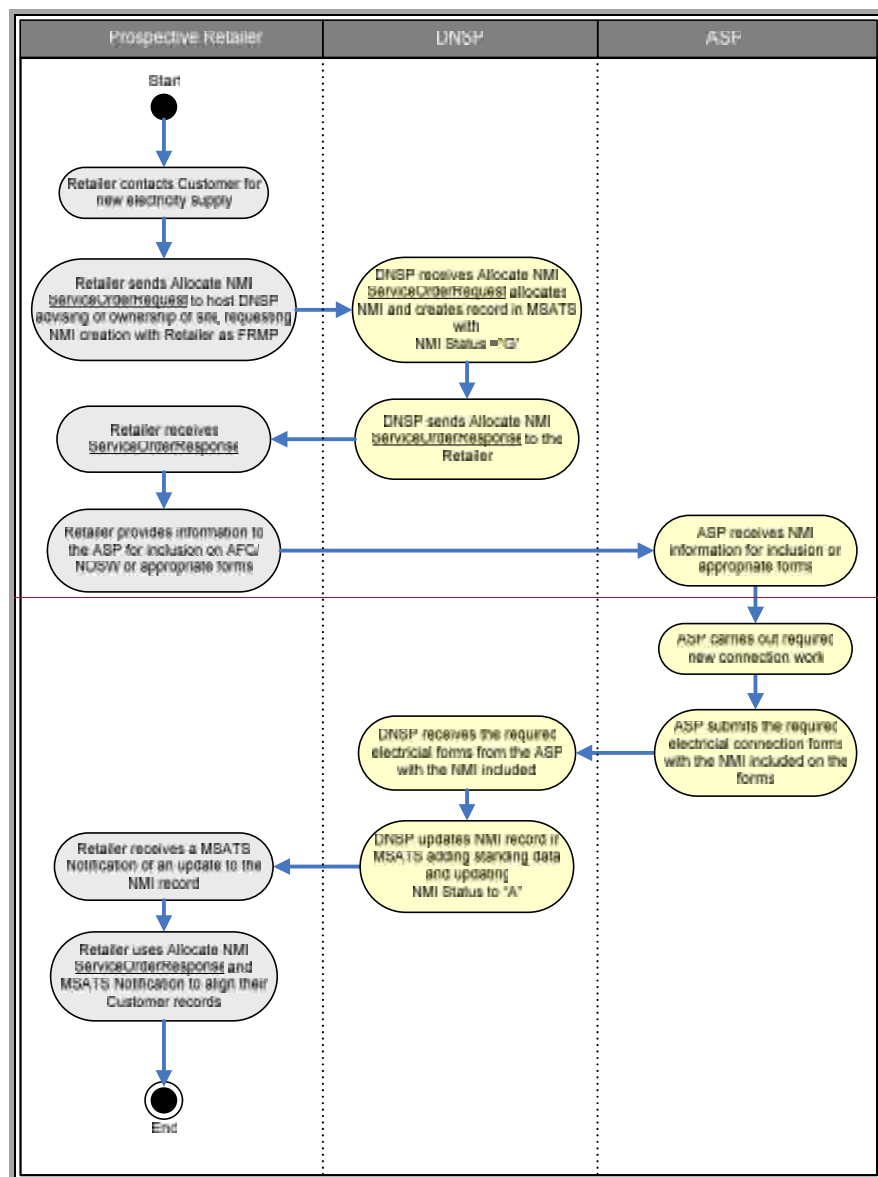 Prospective Retailer
DNSP
ASP
Start
Retailer contacts Customer for
new electricity supply
Retailer sends Allocate NMI
ServiceOrderRequest to host DNSP
advising of ownership of site, requesting
NMI creation with Retailer as FRMP
DNSP receives Allocate NMI
ServiceOrderRequest allocates
NMI and creates record in MSATS
with
NMI Status ="G"
DNSP sends Allocate NMI
ServiceOrderResponse to the
Retailer
Retailer receives
ServiceOrderResponse
Retailer provides information to
the ASP for inclusion on
NOSW or appropriate forms
ASP receives NMI
information for inclusion on
appropriate forms
ASP carries out required
new connection work
ASP submits the required
electricial connection forms
with the NMI included on the
forms
DNSP receives the required
electricial forms from the ASP
with the NMI included
DNSP updates NMI record in
MSATS adding standing data
and updating
NMI Status to "A"
Retailer receives a MSATS
Notification of an update to the
NMI record
Retailer uses Allocate NMI
ServiceOrderResponse and
MSATS Notification to align their
Customer records
End